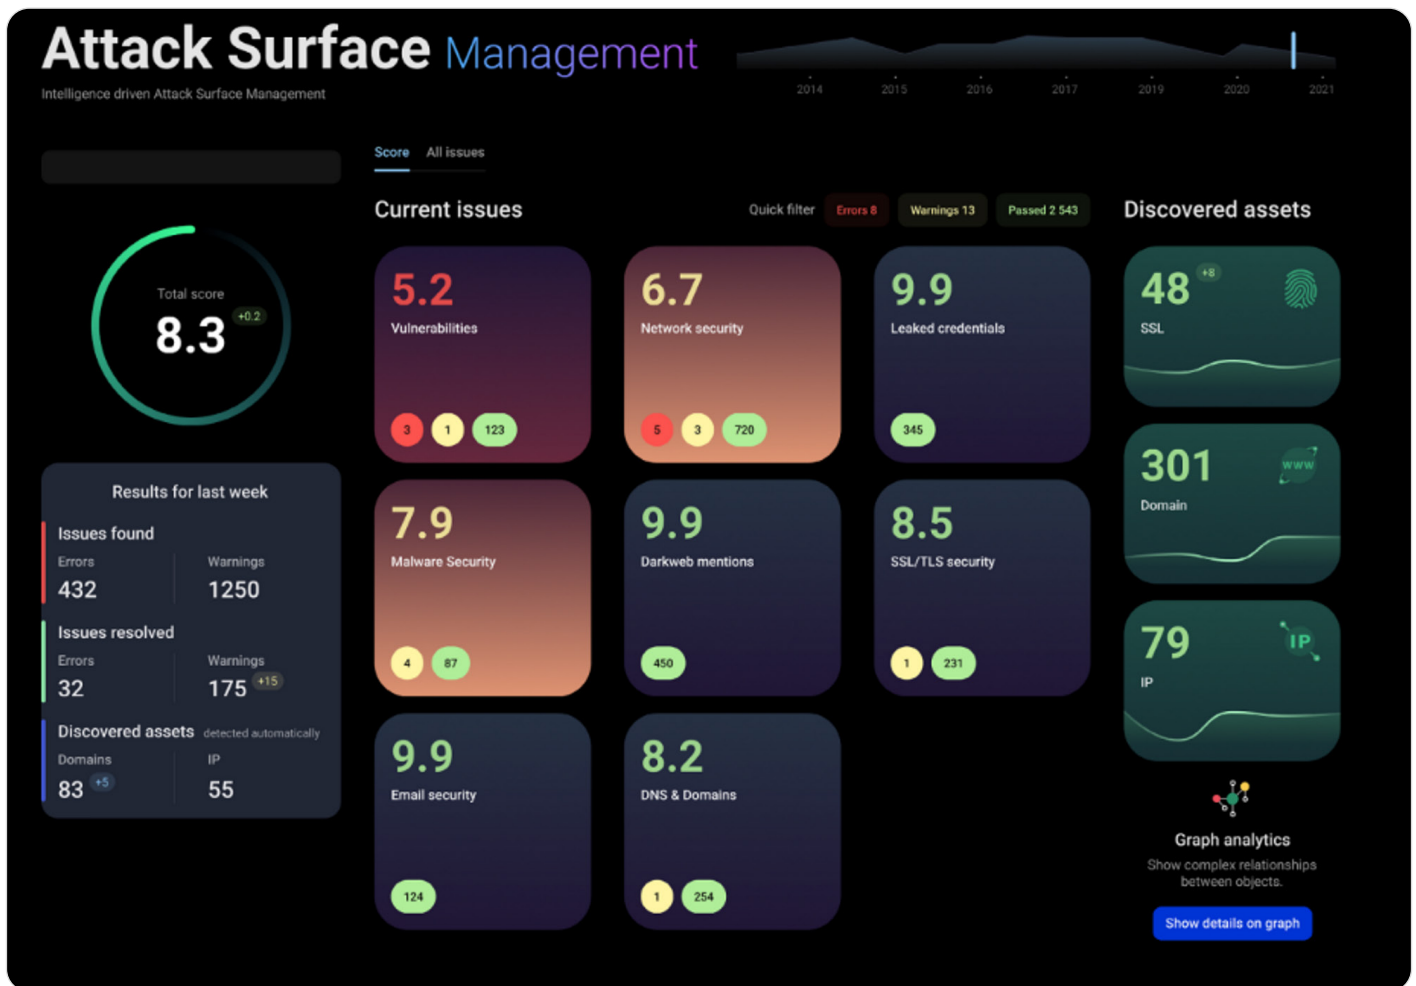 Attack Surface Management
Intelligence driven Attack Surface Management
2014 2015 2016 2017 2019 2020 2021
Score All issues
Total score
8.3 +0.2
Results for last week
Issues found
Errors Warnings
432 1250
Issues resolved
Errors Warnings
32 175 +15
Discovered assets detected automatically
Domains IP
83 +5 55
Current issues
Quick filter Errors 8 Warnings 13 Passed 2 543
5.2
Vulnerabilities
3 1 123
6.7
Network security
5 3 720
9.9
Leaked credentials
345
7.9
Malware Security
4 87
9.9
Darkweb mentions
450
8.5
SSL/TLS security
1 231
9.9
Email security
124
8.2
DNS & Domains
1 254
Discovered assets
48 +8
SSL
301 WWW
Domain
79 IP
IP
Graph analytics
Show complex relationships
between objects.
Show details on graph